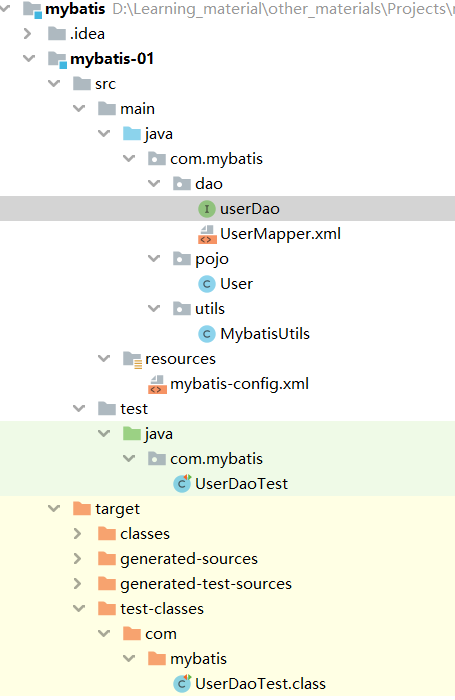 mybatis D:\Learning_material\other_materials\Projects\
.idea
mybatis-01
src
main
java
com.mybatis
dao
userDao
UserMapper.xml
pojo
User
utils
MybatisUtils
resources
mybatis-config.xml
test
java
com.mybatis
UserDaoTest
target
classes
generated-sources
generated-test-sources
test-classes
com
mybatis
UserDaoTest.class